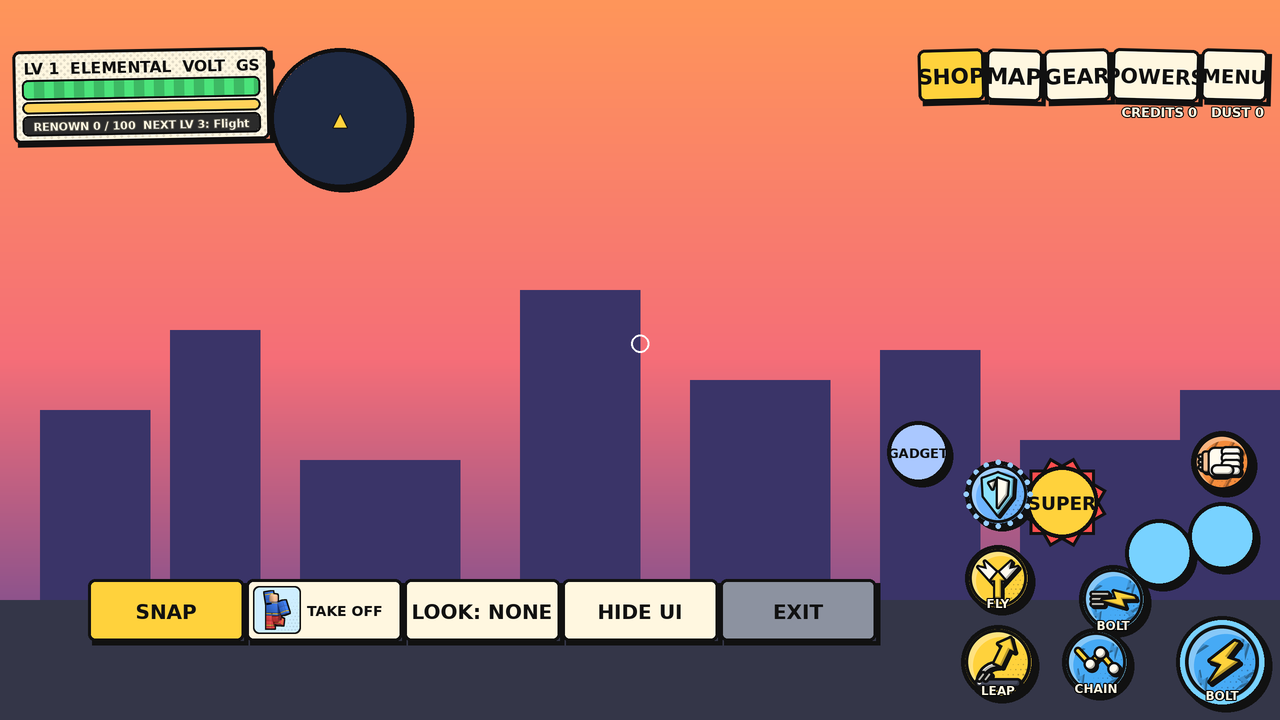 LV 1 ELEMENTAL VOLT GS
RENOWN 0 / 100 NEXT LV 3: Flight
SHOP
MAP
GEAR
POWERS
MENU
CREDITS 0 DUST 0
GADGET
SUPER
FLY
BOLT
LEAP
CHAIN
BOLT
SNAP
TAKE OFF
LOOK: NONE
HIDE UI
EXIT